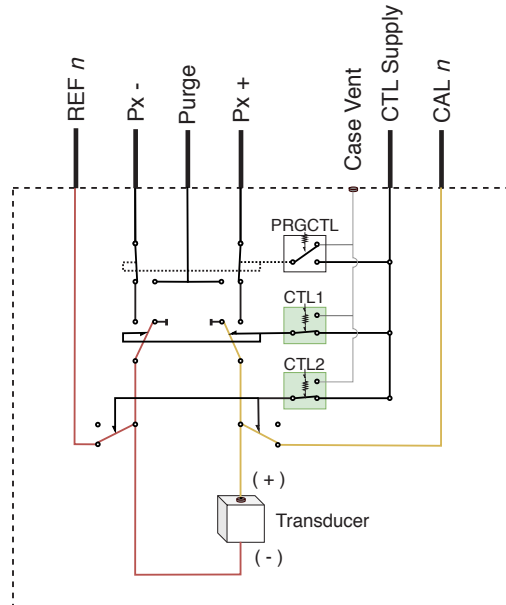 REF n
Px -
Purge
Px +
Case Vent
CTL Supply
CAL n
PRGCTL
CTL1
CTL2
( + )
Transducer
( - )